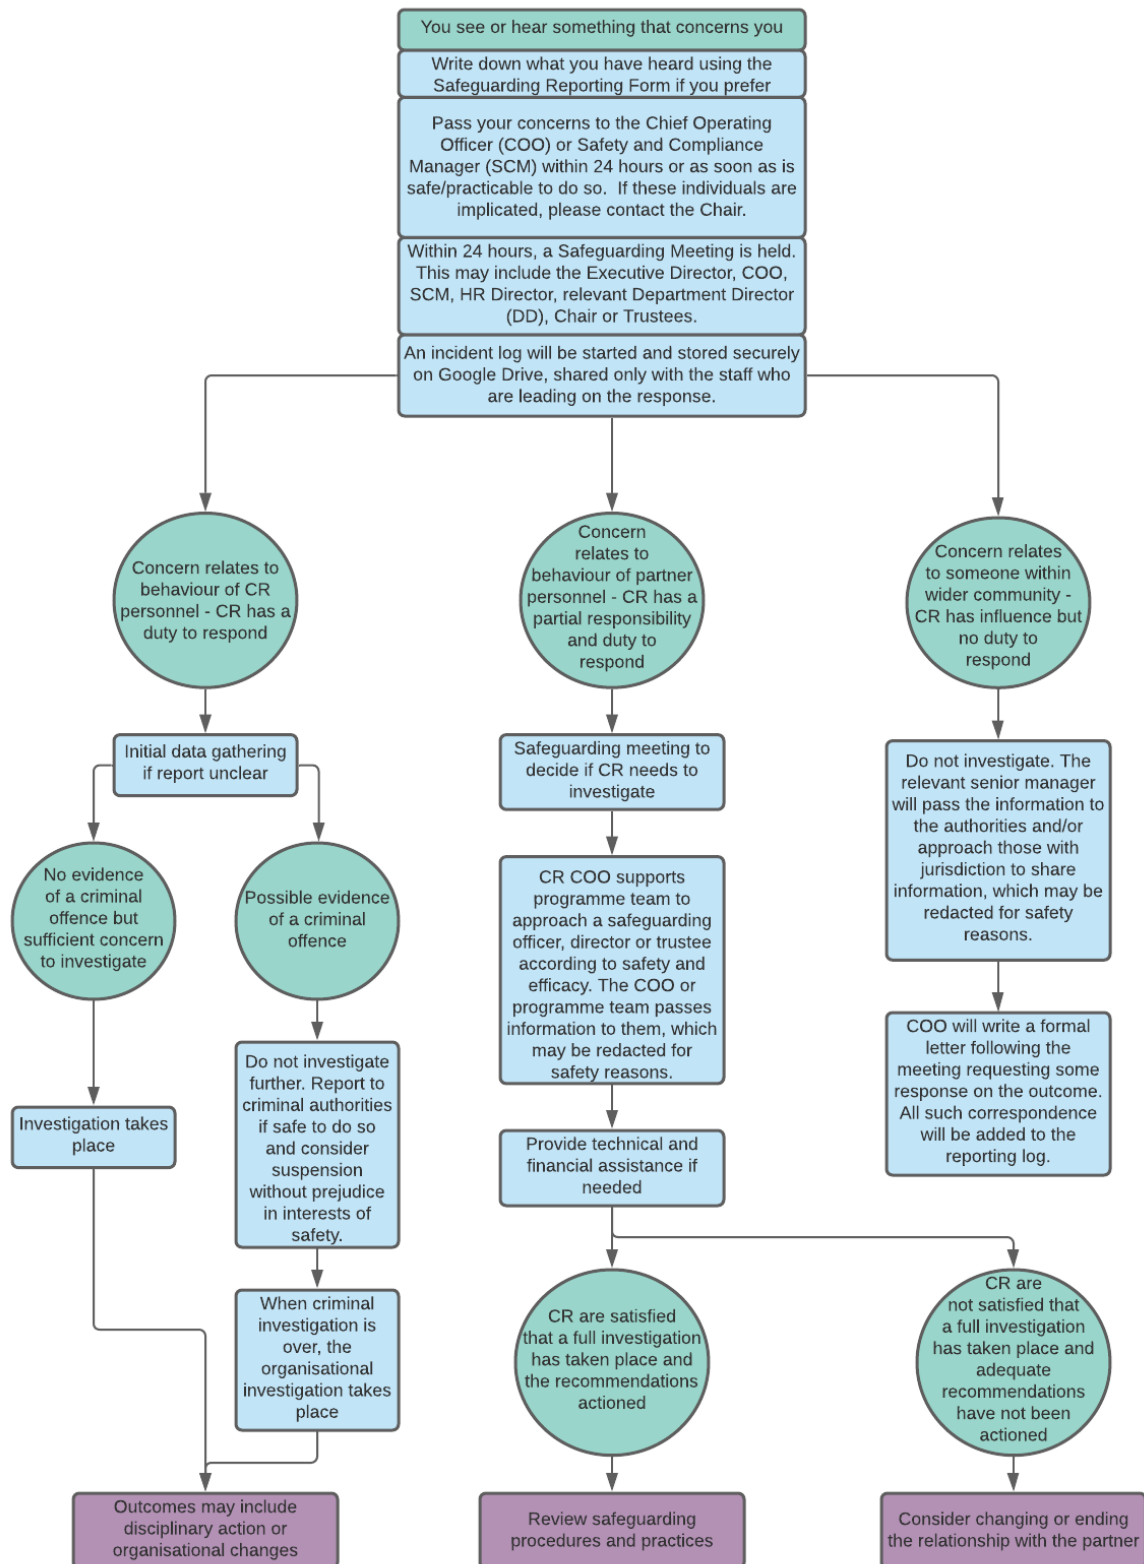 You see or hear something that concerns you
Write down what you have heard using the
Safeguarding Reporting Form if you prefer
Pass your concerns to the Chief Operating
Officer (COO) or Safety and Compliance
Manager (SCM) within 24 hours or as soon as is
safe/practicable to do so.  If these individuals are
implicated, please contact the Chair.
Within 24 hours, a Safeguarding Meeting is held.
This may include the Executive Director, COO,
SCM, HR Director, relevant Department Director
(DD), Chair or Trustees.
An incident log will be started and stored securely
on Google Drive, shared only with the staff who
are leading on the response.
Concern relates to
behaviour of CR
personnel - CR has a
duty to respond
Initial data gathering
if report unclear
No evidence
of a criminal
offence but
sufficient concern
to investigate
Investigation takes
place
Possible evidence
of a criminal
offence
Do not investigate
further. Report to
criminal authorities
if safe to do so
and consider
suspension
without prejudice
in interests of
safety.
When criminal
investigation is
over, the
organisational
investigation takes
place
Outcomes may include
disciplinary action or
organisational changes
Concern
relates to
behaviour of partner
personnel - CR has a
partial responsibility
and duty to
respond
Safeguarding meeting to
decide if CR needs to
investigate
CR COO supports
programme team to
approach a safeguarding
officer, director or trustee
according to safety and
efficacy. The COO or
programme team passes
information to them, which
may be redacted for
safety reasons.
Provide technical and
financial assistance if
needed
CR are satisfied
that a full investigation
has taken place and
the recommendations
actioned
Review safeguarding
procedures and practices
CR are
not satisfied that
a full investigation
has taken place and
adequate
recommendations
have not been
actioned
Consider changing or ending
the relationship with the partner
Concern relates
to someone within
wider community -
CR has influence but
no duty to
respond
Do not investigate. The
relevant senior manager
will pass the information to
the authorities and/or
approach those with
jurisdiction to share
information, which may be
redacted for safety
reasons.
COO will write a formal
letter following the
meeting requesting some
response on the outcome.
All such correspondence
will be added to the
reporting log.